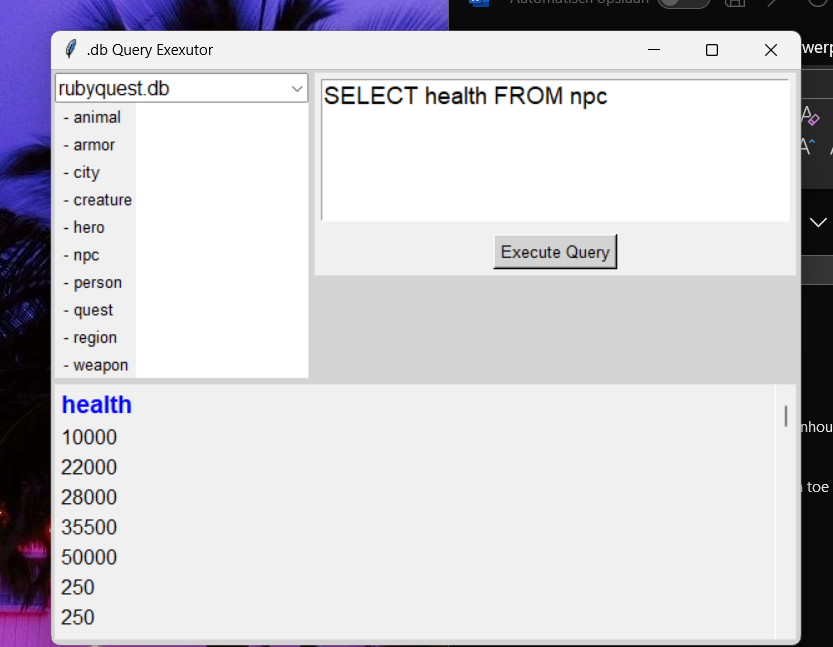 Automatisch opslaan
.db Query Exexutor
rubyquest.db
- animal
- armor
- city
- creature
- hero
- npc
- person
- quest
- region
- weapon
SELECT health FROM npc
Execute Query
health
10000
22000
28000
35500
50000
250
250
werp
nhou
toe